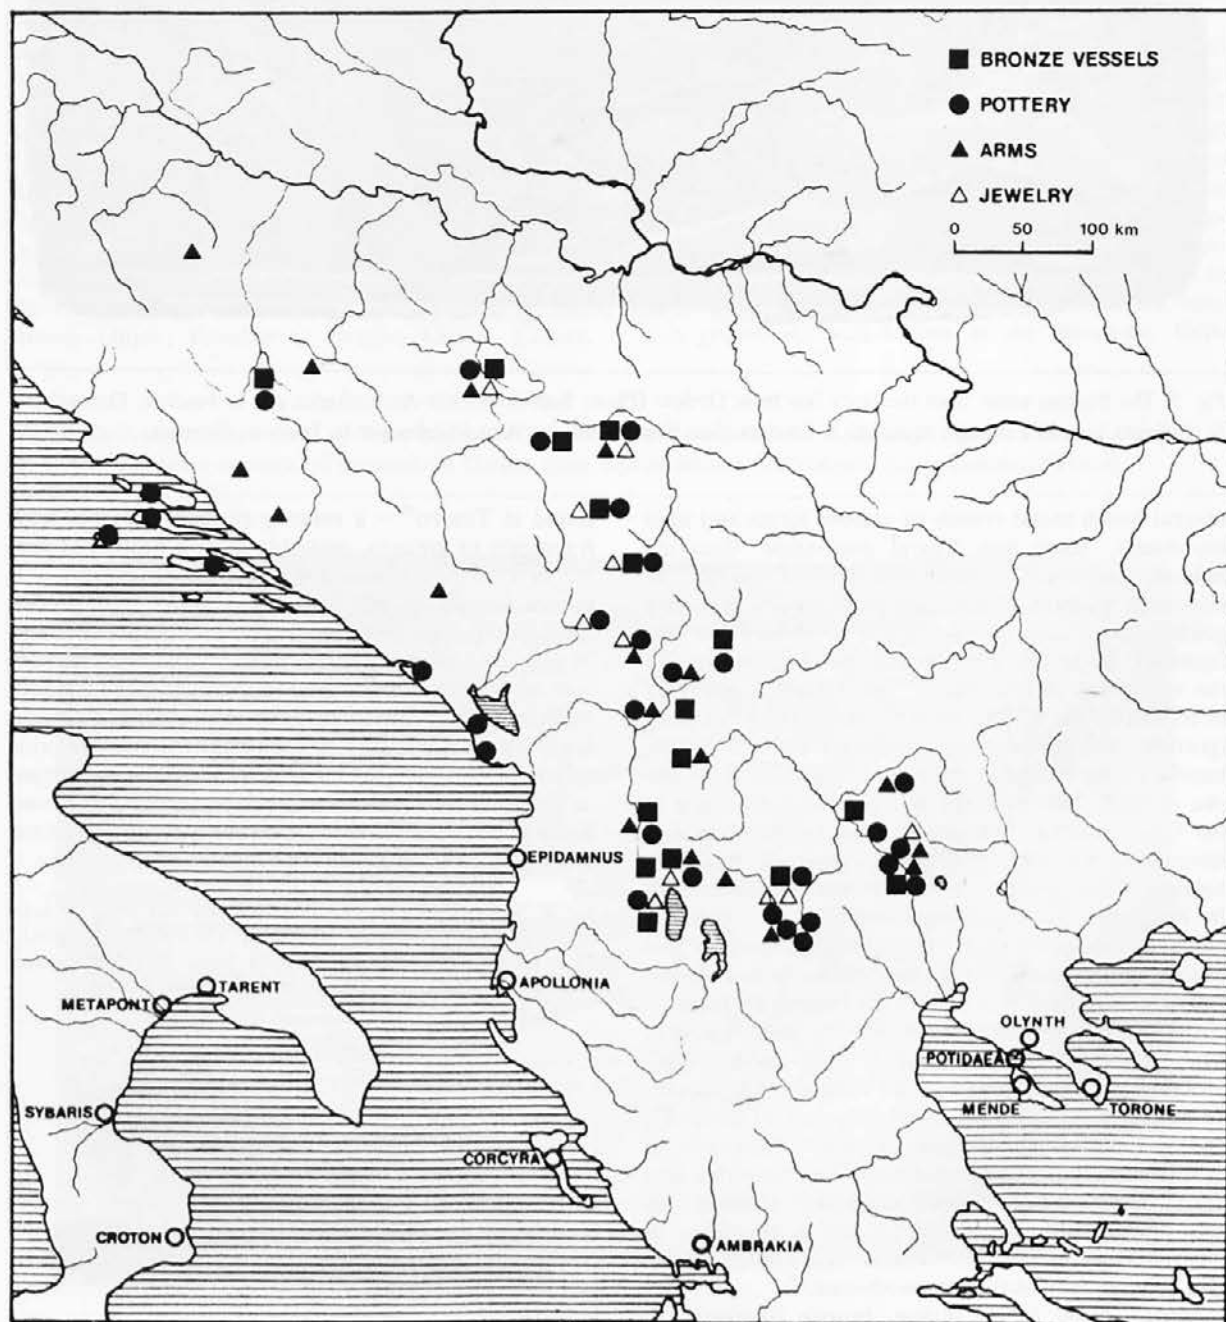 BRONZE VESSELS
POTTERY
ARMS
JEWELRY
0 50 100 km
EPIDAMNUS
APOLLONIA
TARENT
METAPONT
OLYNTH
POTIDAEA
MENDE
TORONE
SYBARIS
CORCYRA
CROTON
AMBRAKIA